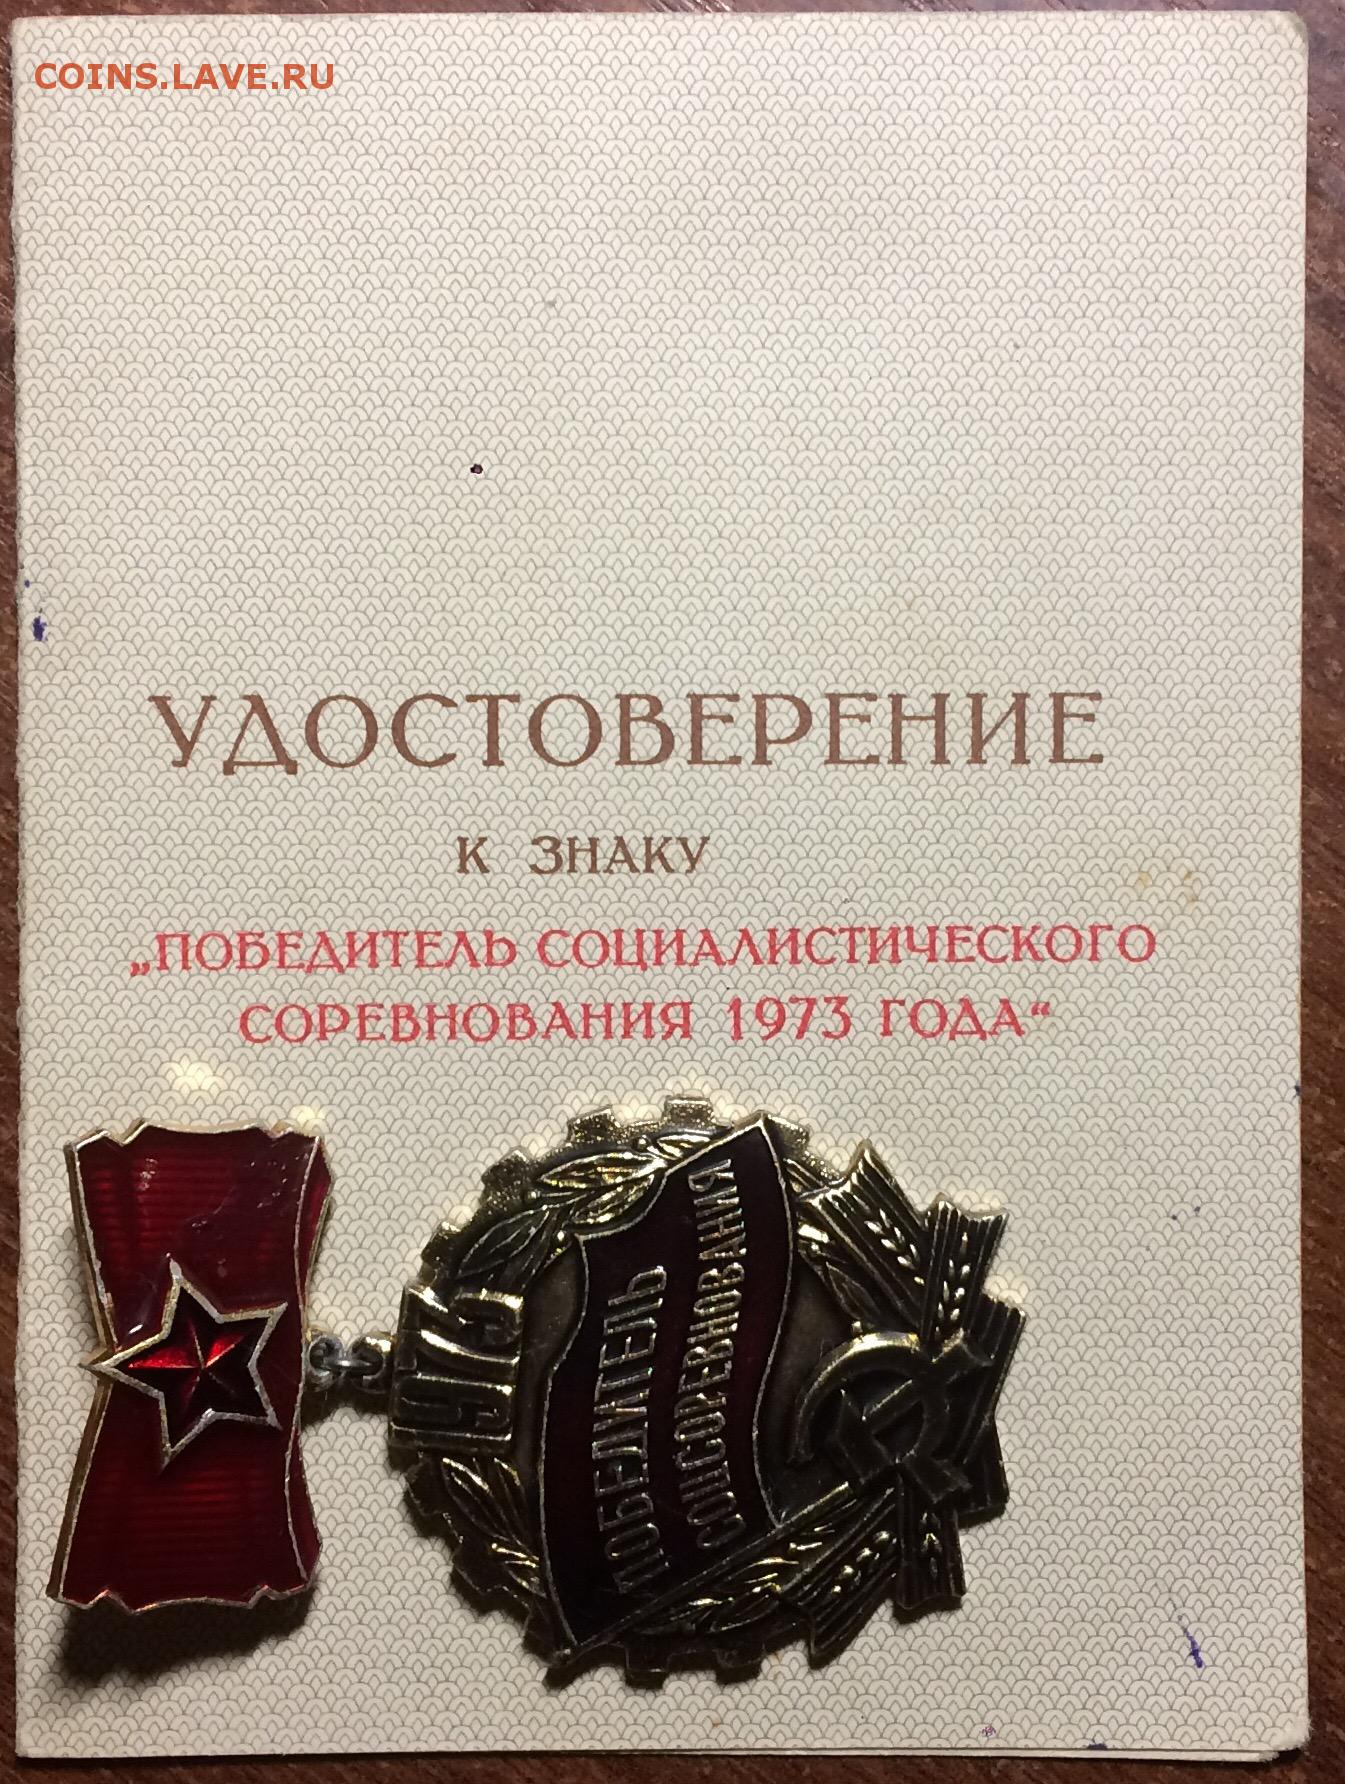 COINS.LAVE.RU
УДОСТОВЕРЕНИЕ
К ЗНАКУ
„ПОБЕДИТЕЛЬ СОЦИАЛИСТИЧЕСКОГО
СОРЕВНОВАНИЯ 1973 ГОДА“
1973
ПОБЕДИТЕЛЬ
СОЦСОРЕВНОВАНИЯ